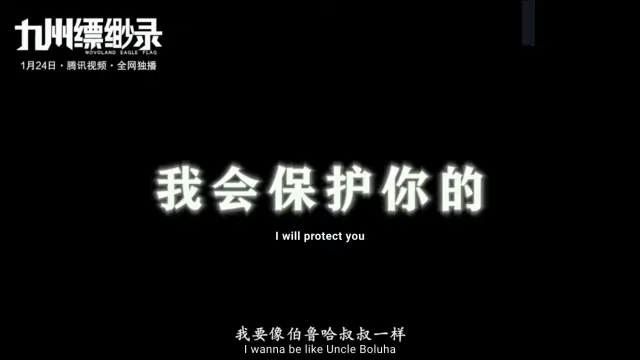 九州缥缈录
NOVOLAND EAGLE FLAG
1月24日·腾讯视频·全网独播
我会保护你的
I will protect you
我要像伯鲁哈叔叔一样
I wanna be like Uncle Boluha